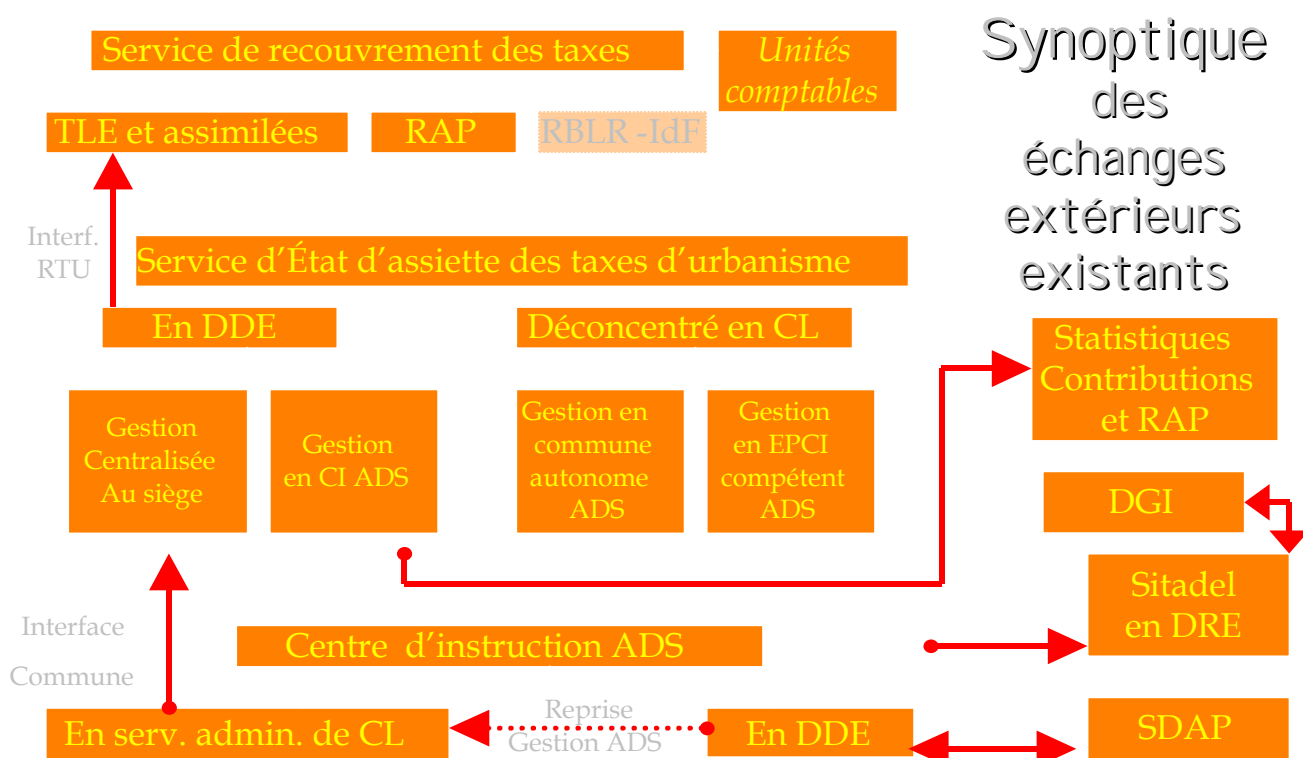 Synoptique
des
échanges
extérieurs
existants
Service de recouvrement des taxes
Unités
comptables
TLE et assimilées
RAP
RBLR -IdF
Interf.
RTU
Service d’État d’assiette des taxes d’urbanisme
En DDE
Déconcentré en CL
Gestion
Centralisée
Au siège
Gestion
en CI ADS
Gestion en
commune
autonome
ADS
Gestion
en EPCI
compétent
ADS
Statistiques
Contributions
et RAP
DGI
Sitadel
en DRE
Interface
Commune
Centre d’instruction ADS
En serv. admin. de CL
Reprise
Gestion ADS
En DDE
SDAP